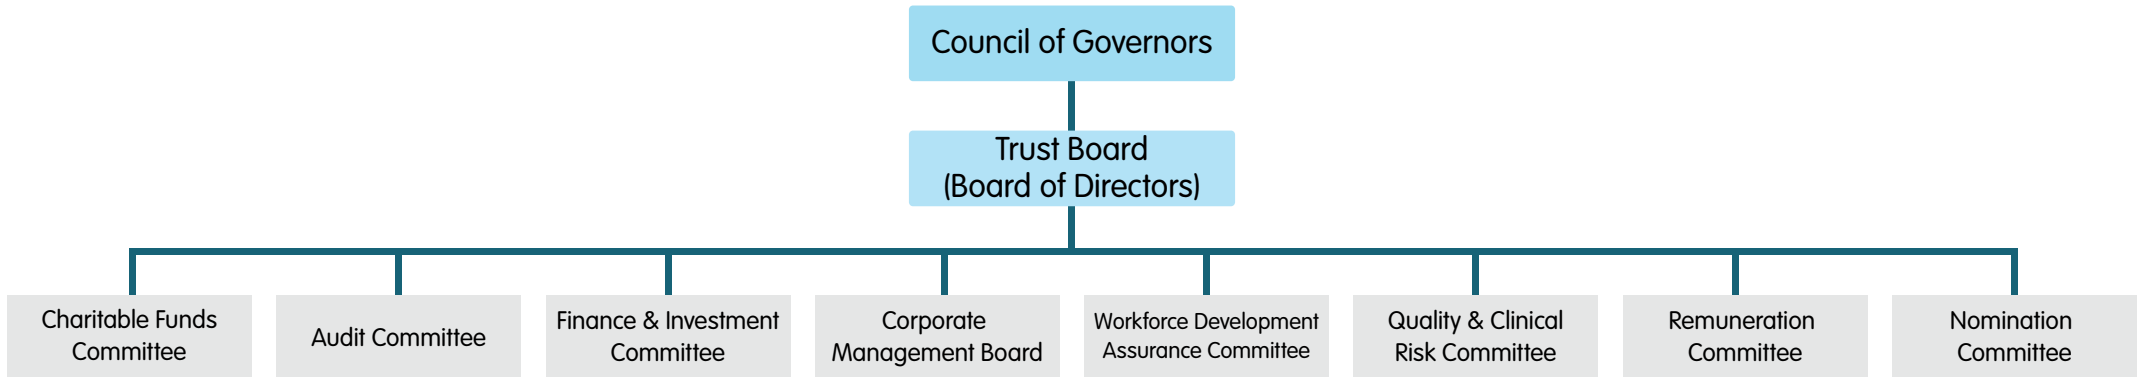 Council of Governors
Trust Board
(Board of Directors)
Charitable Funds
Committee
Audit Committee
Finance & Investment
Committee
Corporate
Management Board
Workforce Development
Assurance Committee
Quality & Clinical
Risk Committee
Remuneration
Committee
Nomination
Committee